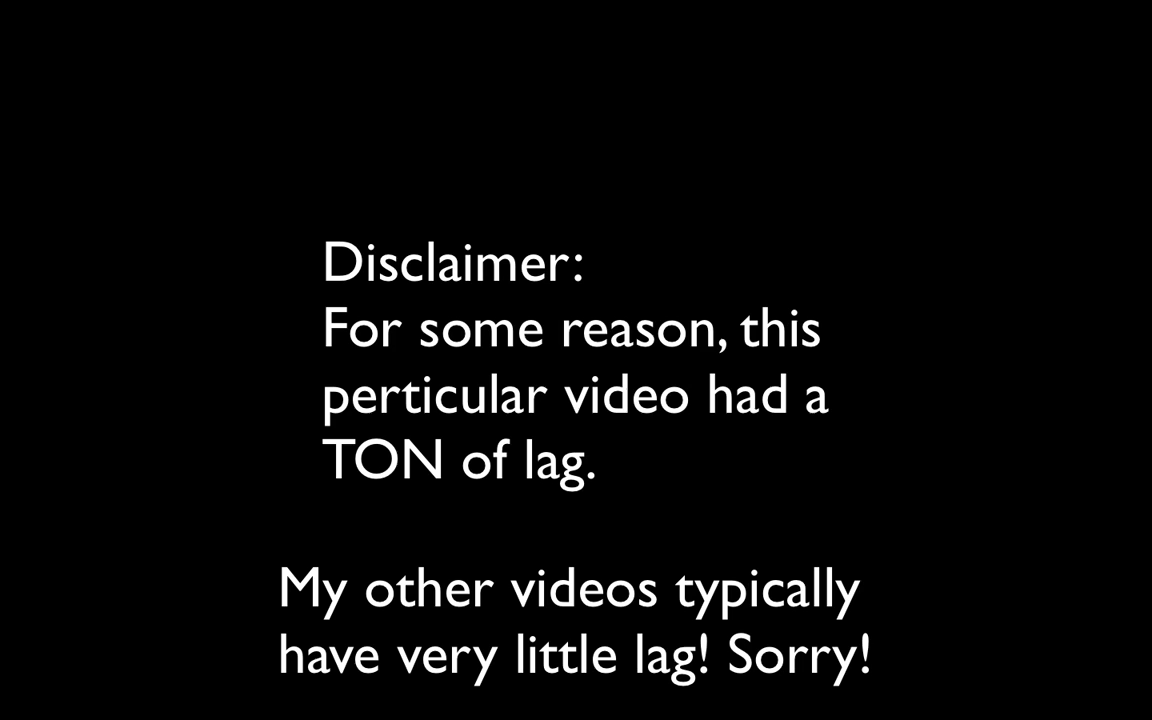 Disclaimer:
For some reason, this
perticular video had a
TON of lag.
My other videos typically
have very little lag! Sorry!